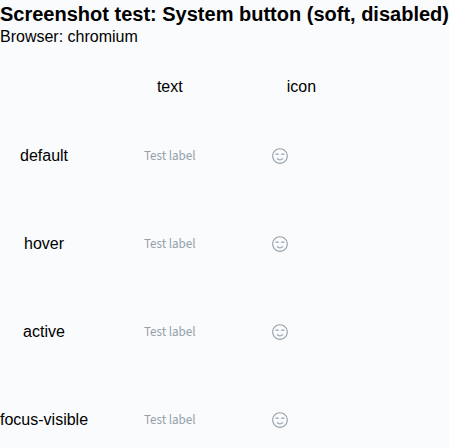 Screenshot test: System button (soft, disabled)
Browser: chromium
text icon
default Test label
hover Test label
active Test label
focus-visible Test label